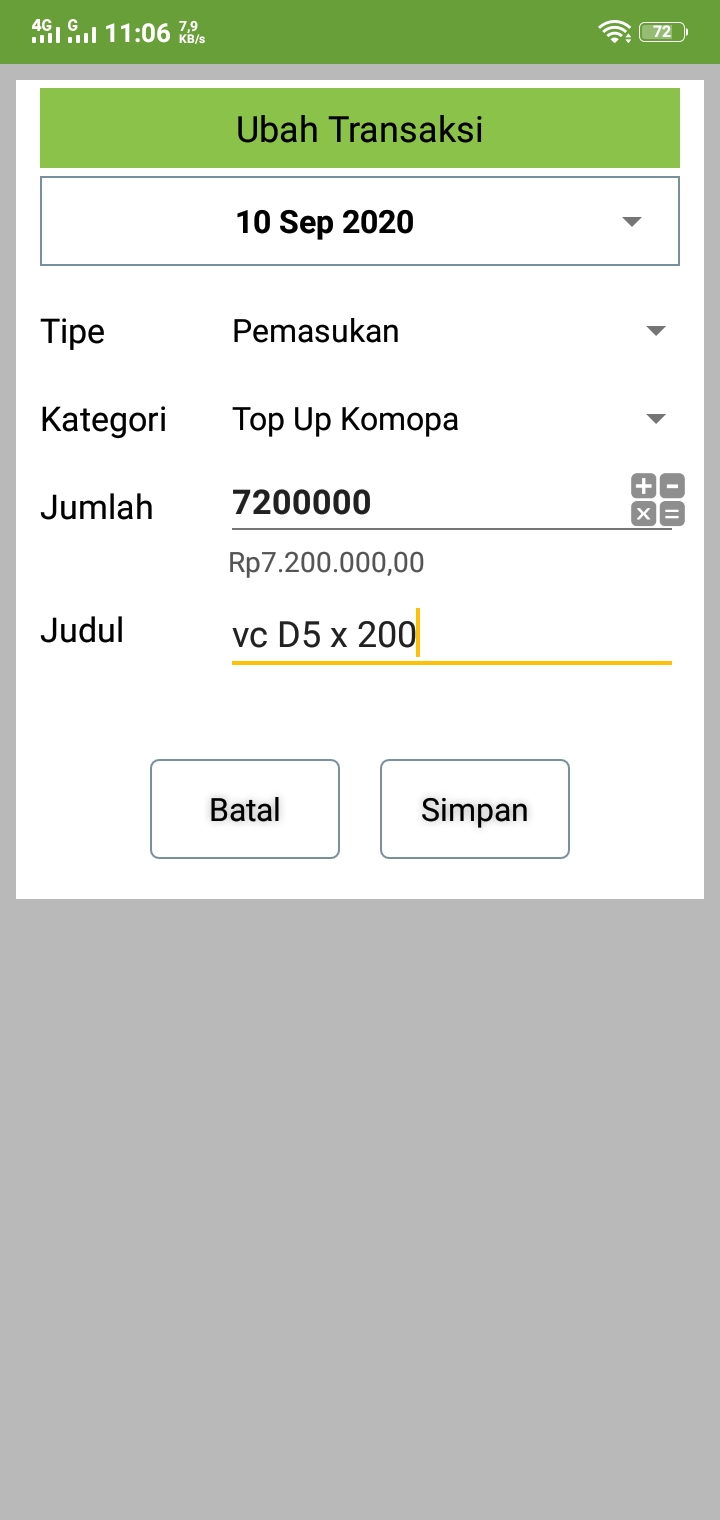 4G G 11:06 7,9 KB/s 72
Ubah Transaksi
10 Sep 2020
Tipe Pemasukan
Kategori Top Up Komopa
Jumlah 7200000
Rp7.200.000,00
Judul vc D5 x 200
Batal Simpan